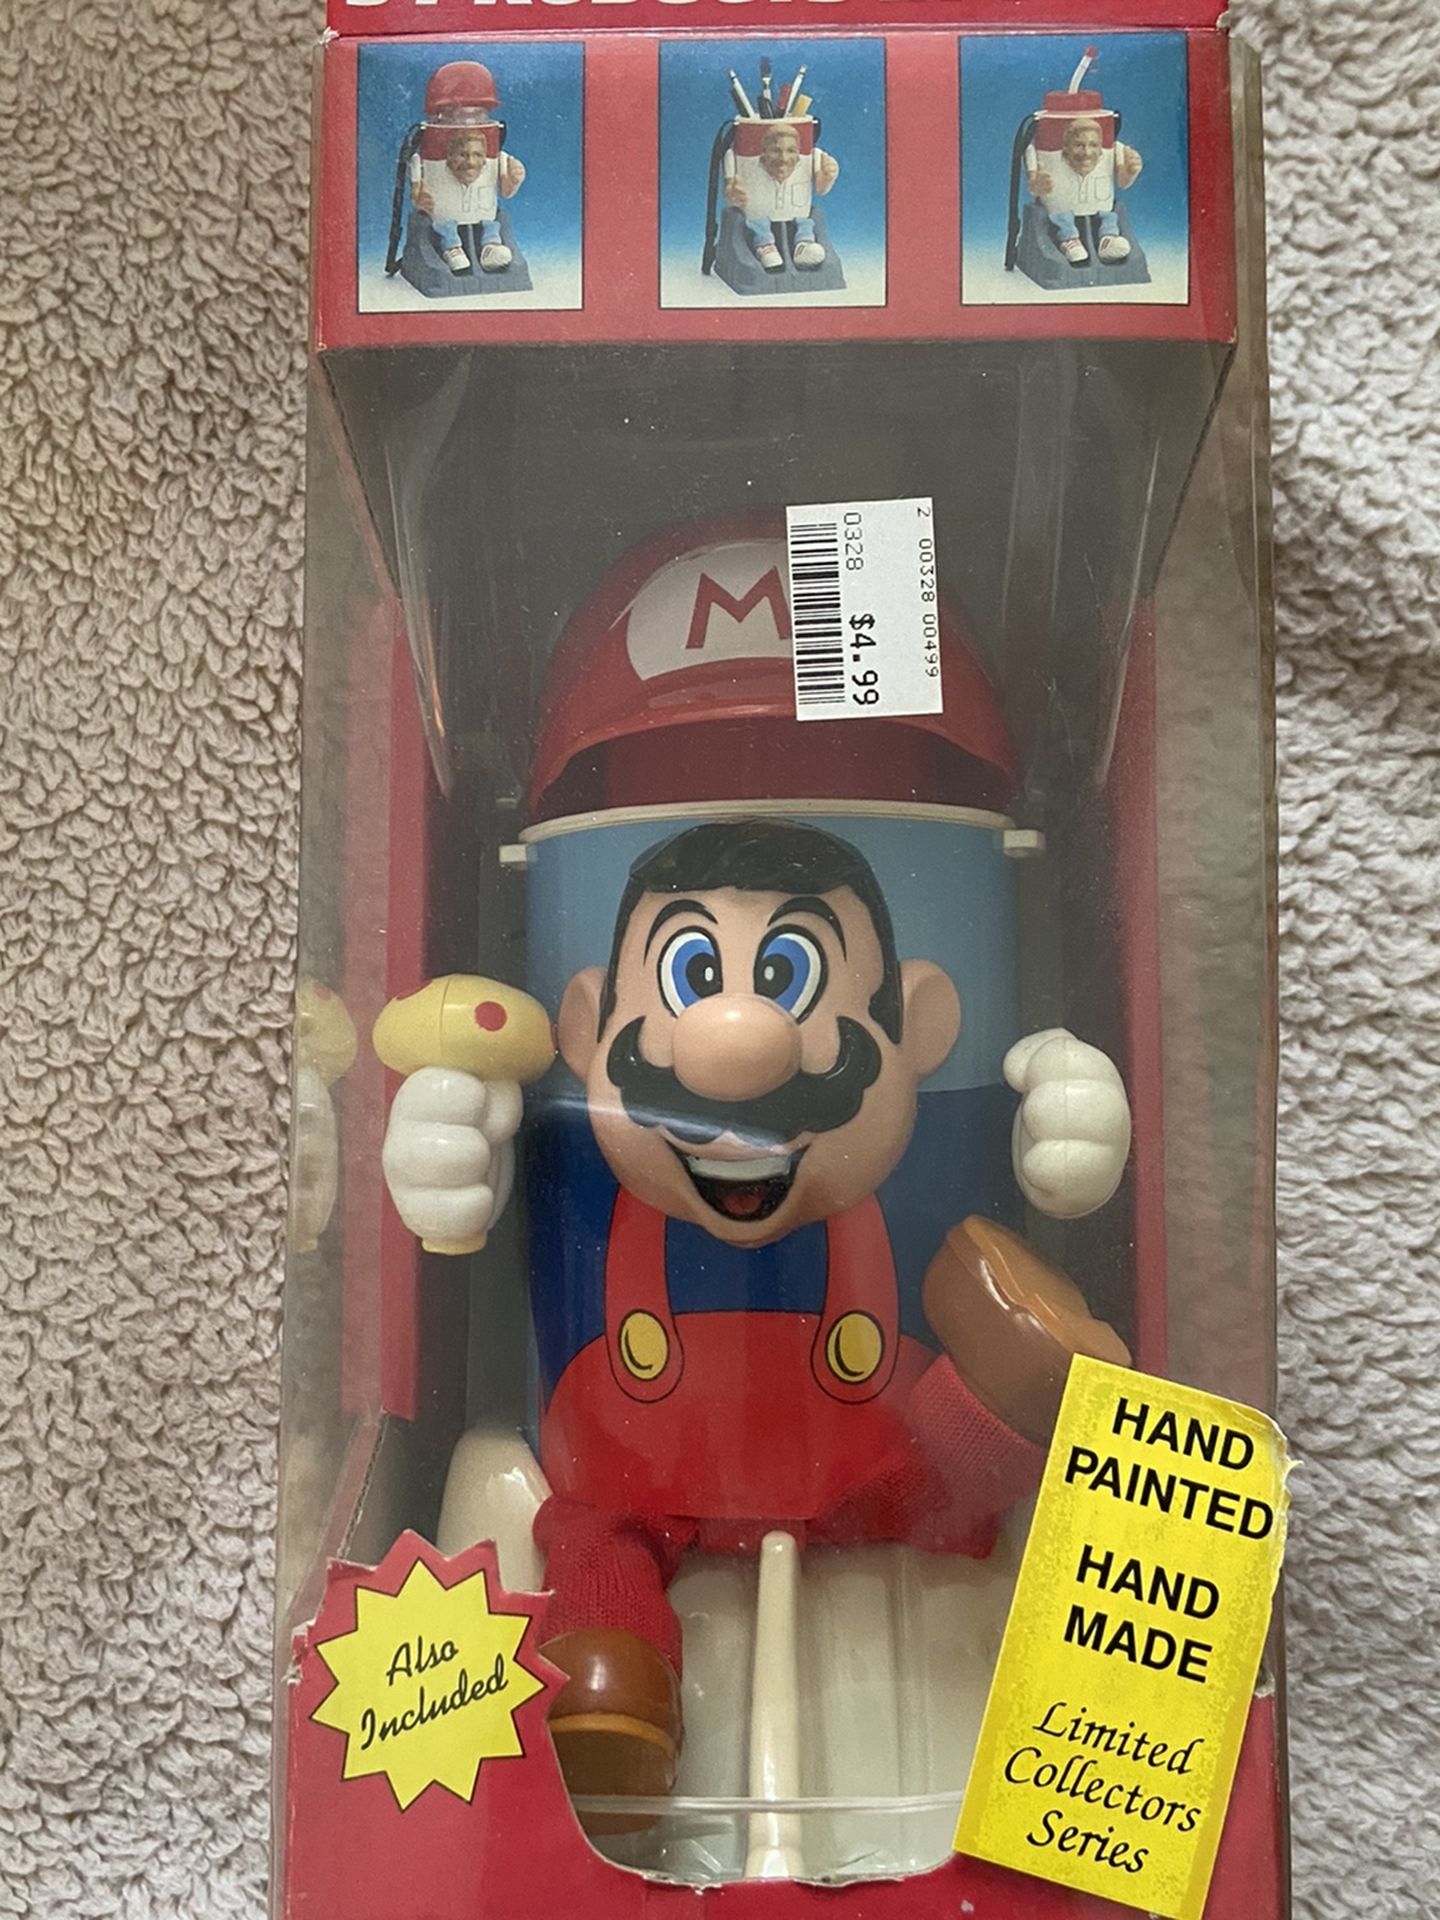 M
2 00328 00499
0328 $4.99
HAND
PAINTED
HAND
MADE
Limited
Collectors
Series
Also
Included